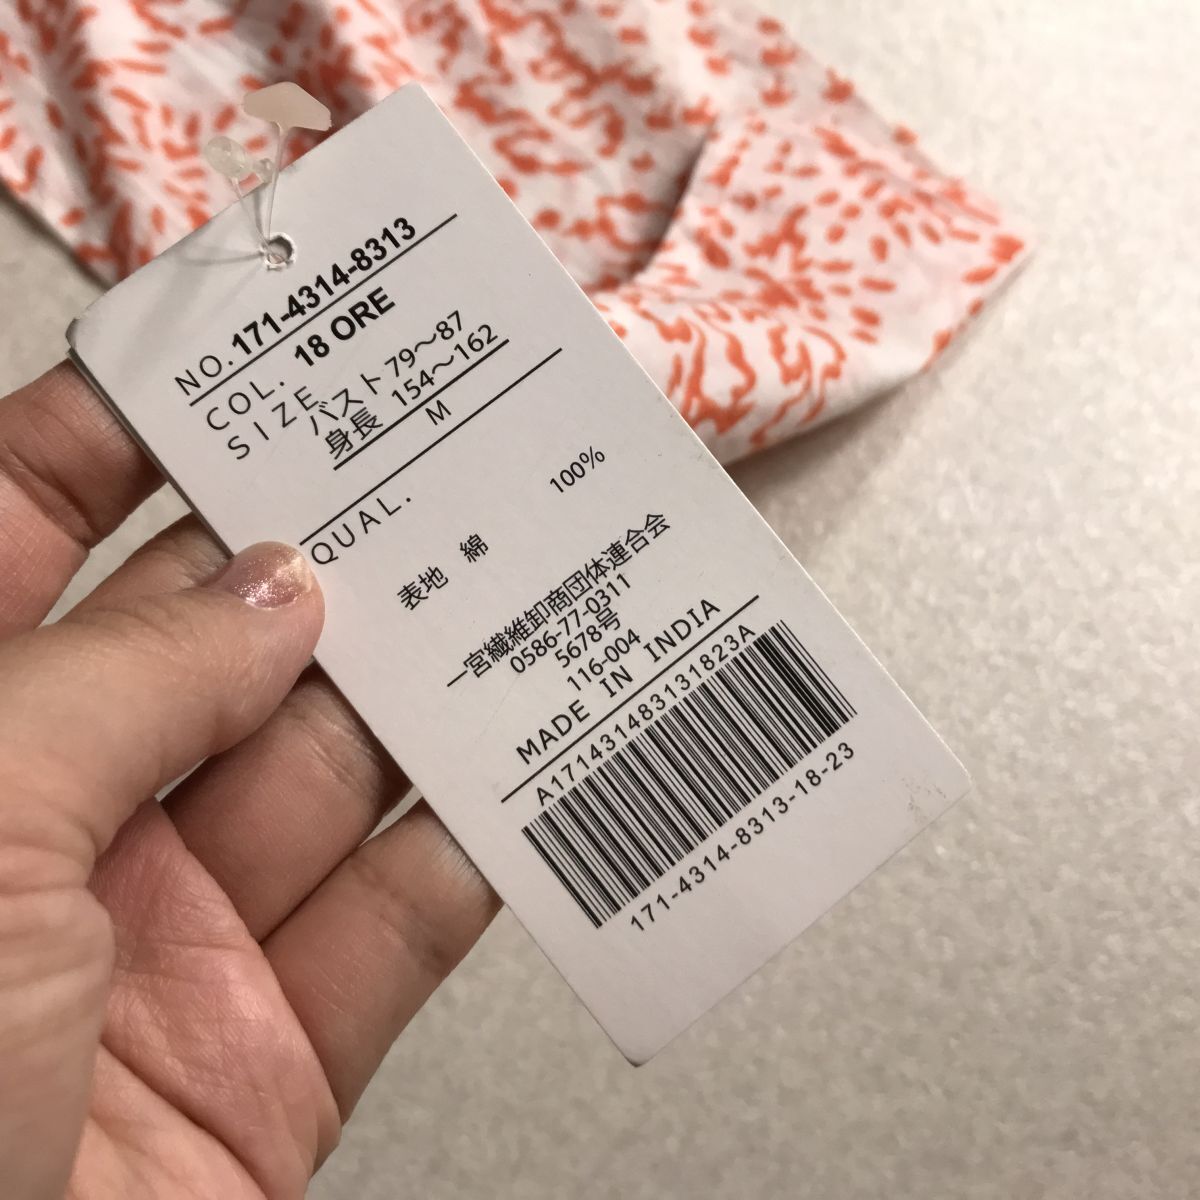 NO.171-4314-8313
COL. 18 ORE
SIZE
バスト 79～87
身長 154～162
M
QUAL.
表地 綿 100%
一宮繊維卸商団体連合会
0586-77-0311
5678号
116-004
MADE IN INDIA
A171431483131823A
171-4314-8313-18-23